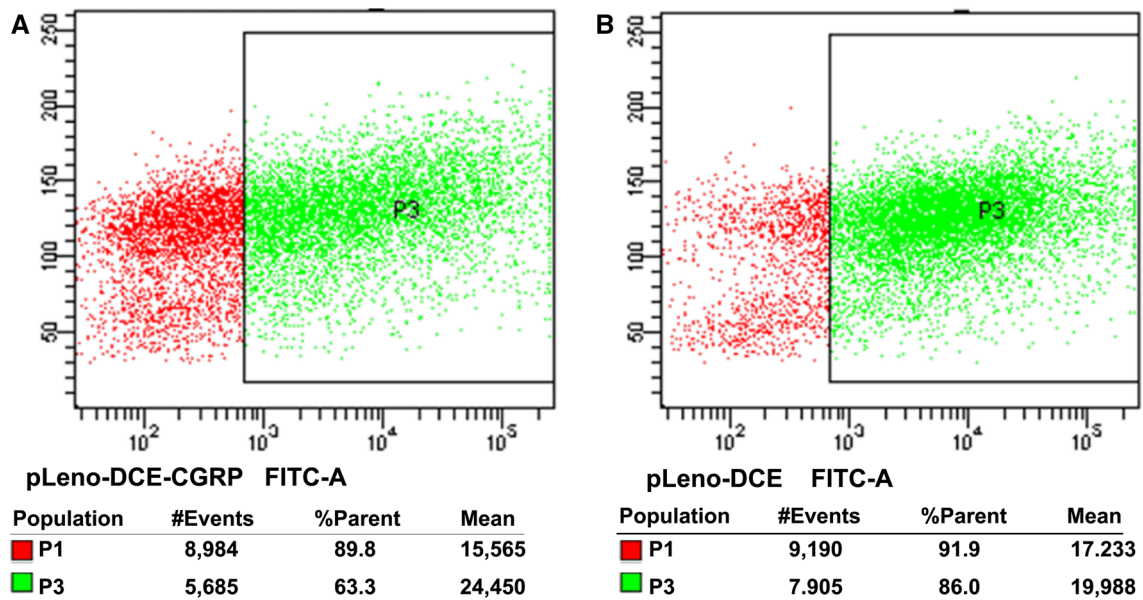 A
250
200
150
100
50
P3
10² 10³ 10⁴ 10⁵
pLeno-DCE-CGRP FITC-A
Population #Events %Parent Mean
P1 8,984 89.8 15,565
P3 5,685 63.3 24,450
B
250
200
150
100
50
P3
10² 10³ 10⁴ 10⁵
pLeno-DCE FITC-A
Population #Events %Parent Mean
P1 9,190 91.9 17.233
P3 7.905 86.0 19,988